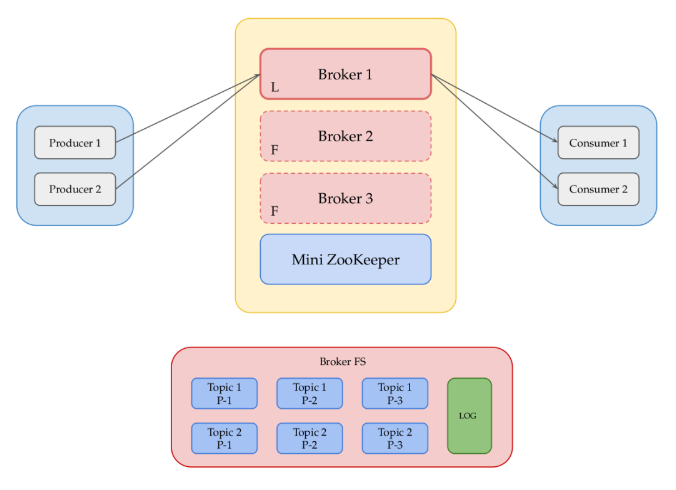 Broker 1
L
Producer 1
Producer 2
Broker 2
F
Broker 3
F
Mini ZooKeeper
Consumer 1
Consumer 2
Broker FS
Topic 1
P-1
Topic 1
P-2
Topic 1
P-3
LOG
Topic 2
P-1
Topic 2
P-2
Topic 2
P-3